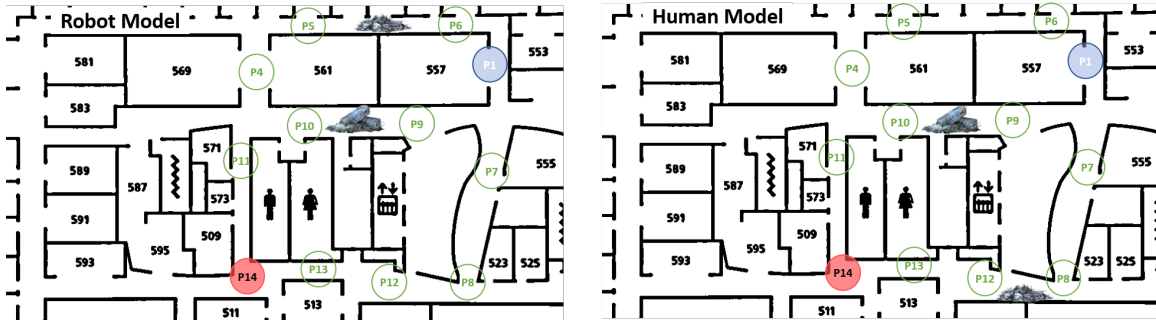 Robot Model
P5
P6
581
569
P4
561
557
P1
553
583
P10
P9
571
P11
589
587
573
P7
555
591
509
595
593
P14
P13
P12
P8
523
525
511
513
Human Model
P5
P6
581
569
P4
561
557
P1
553
583
P10
P9
571
P11
589
587
573
P7
555
591
509
595
593
P14
P13
P12
P8
523
525
511
513